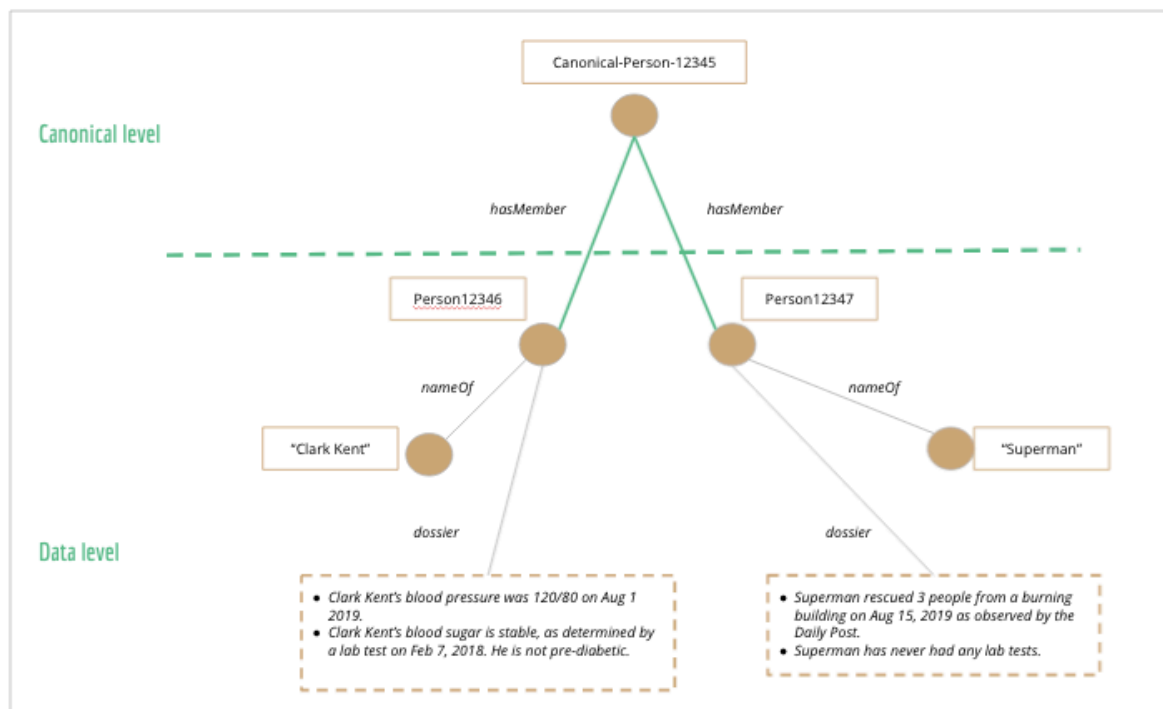 Canonical-Person-12345
Canonical level
hasMember
hasMember
Person12346
Person12347
nameOf
nameOf
“Clark Kent”
“Superman”
dossier
dossier
Data level
● Clark Kent’s blood pressure was 120/80 on Aug 1
2019.
● Clark Kent’s blood sugar is stable, as determined by
a lab test on Feb 7, 2018. He is not pre-diabetic.
● Superman rescued 3 people from a burning
building on Aug 15, 2019 as observed by the
Daily Post.
● Superman has never had any lab tests.